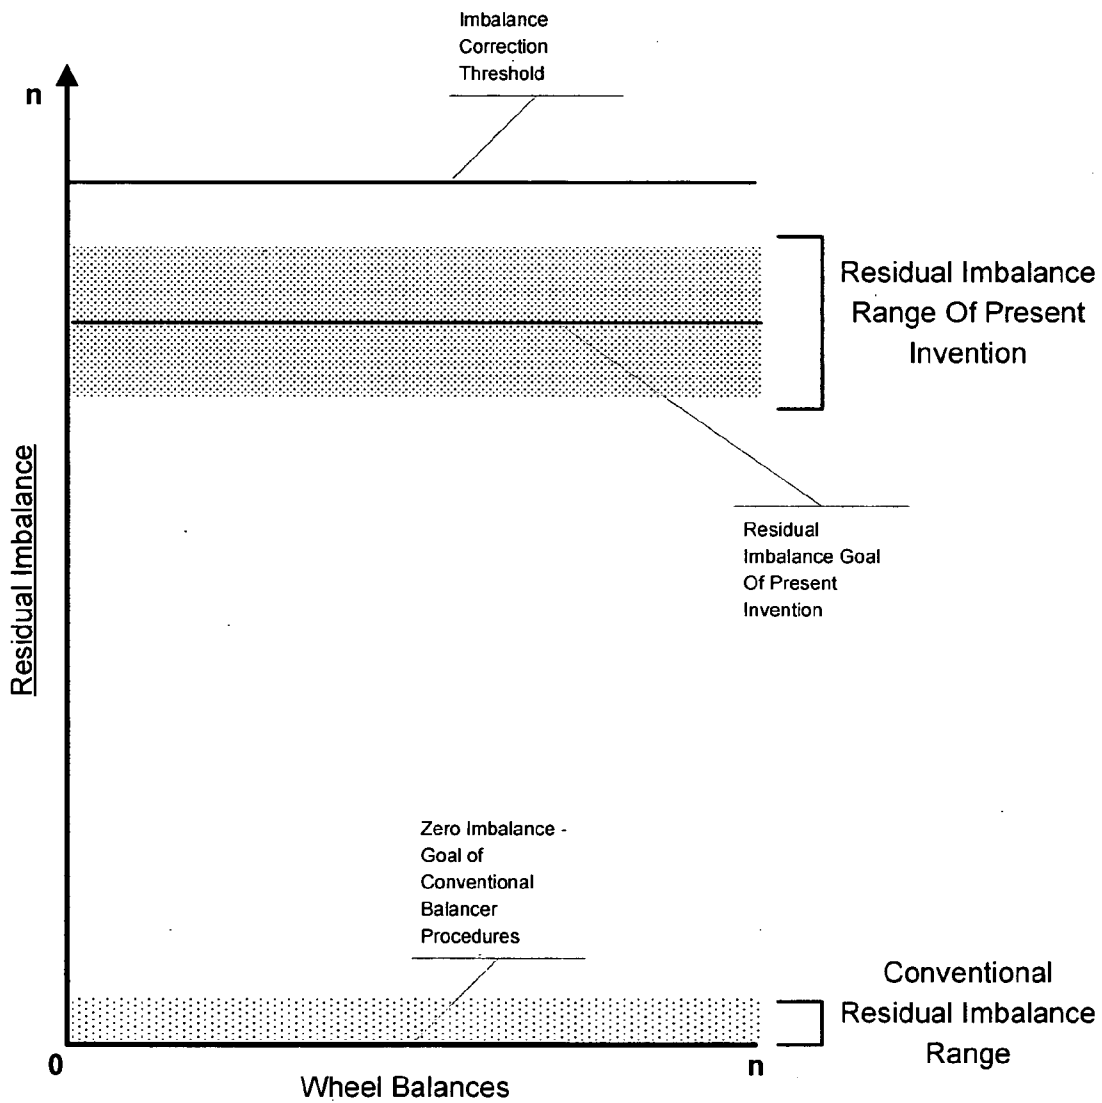 Imbalance
Correction
Threshold
n
Residual Imbalance
Range Of Present
Invention
Residual Imbalance
Residual
Imbalance Goal
Of Present
Invention
Zero Imbalance -
Goal of
Conventional
Balancer
Procedures
Conventional
Residual Imbalance
Range
0
n
Wheel Balances